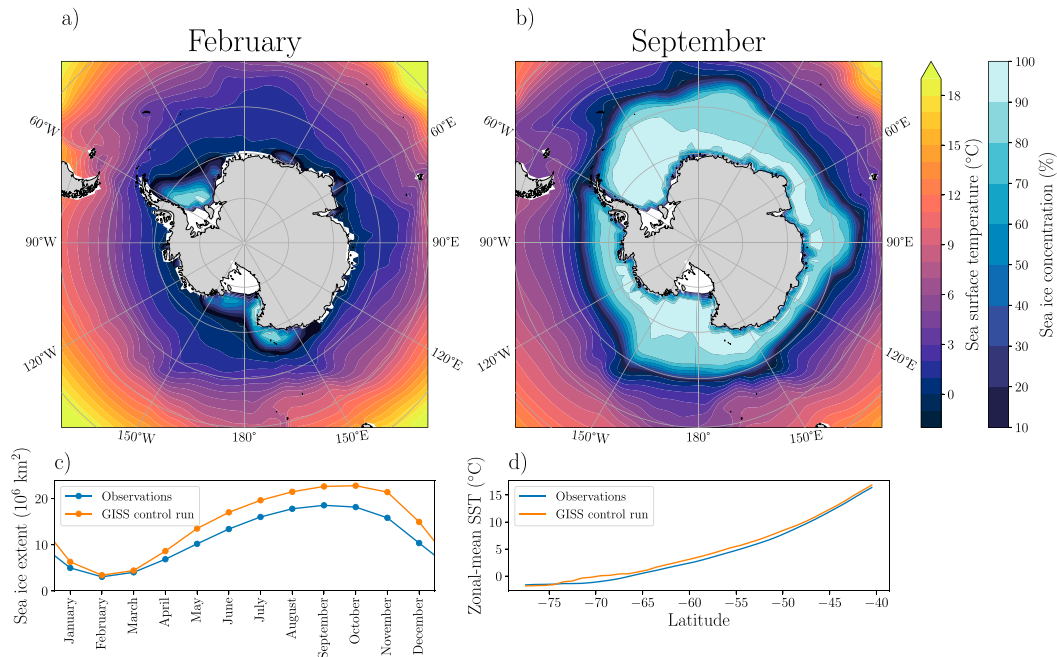 a)
February
60°W
90°W
120°W
150°W
180°
150°E
120°E
90°E
60°E
b)
September
60°W
90°W
120°W
150°W
180°
150°E
120°E
90°E
60°E
18
15
12
9
6
3
0
Sea surface temperature (°C)
100
90
80
70
60
50
40
30
20
10
Sea ice concentration (%)
c)
Observations
GISS control run
Sea ice extent (10⁶ km²)
20
10
0
January
February
March
April
May
June
July
August
September
October
November
December
d)
Observations
GISS control run
Zonal-mean SST (°C)
15
10
5
0
−75
−70
−65
−60
−55
−50
−45
−40
Latitude